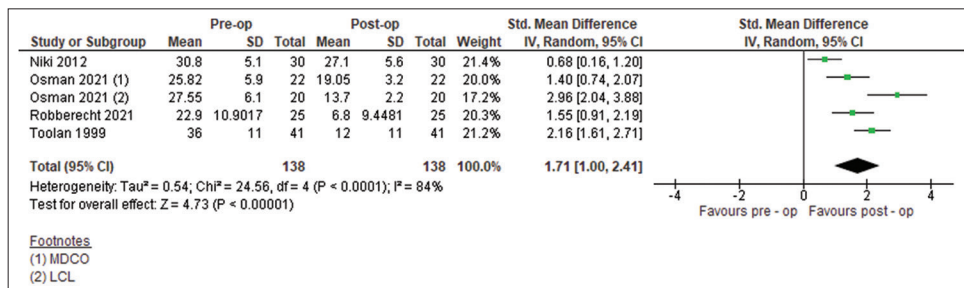 Pre-op Post-op Std. Mean Difference Std. Mean Difference
Study or Subgroup Mean SD Total Mean SD Total Weight IV, Random, 95% CI IV, Random, 95% CI
Niki 2012 30.8 5.1 30 27.1 5.6 30 21.4% 0.68 [0.16, 1.20]
Osman 2021 (1) 25.82 5.9 22 19.05 3.2 22 20.0% 1.40 [0.74, 2.07]
Osman 2021 (2) 27.55 6.1 20 13.7 2.2 20 17.2% 2.96 [2.04, 3.88]
Robberecht 2021 22.9 10.9017 25 6.8 9.4481 25 20.3% 1.55 [0.91, 2.19]
Toolan 1999 36 11 41 12 11 41 21.2% 2.16 [1.61, 2.71]
Total (95% CI) 138 138 100.0% 1.71 [1.00, 2.41]
Heterogeneity: Tau² = 0.54; Chi² = 24.56, df = 4 (P < 0.0001); I² = 84%
Test for overall effect: Z = 4.73 (P < 0.00001)
-4 -2 0 2 4
Favours pre - op Favours post - op
Footnotes
(1) MDCO
(2) LCL